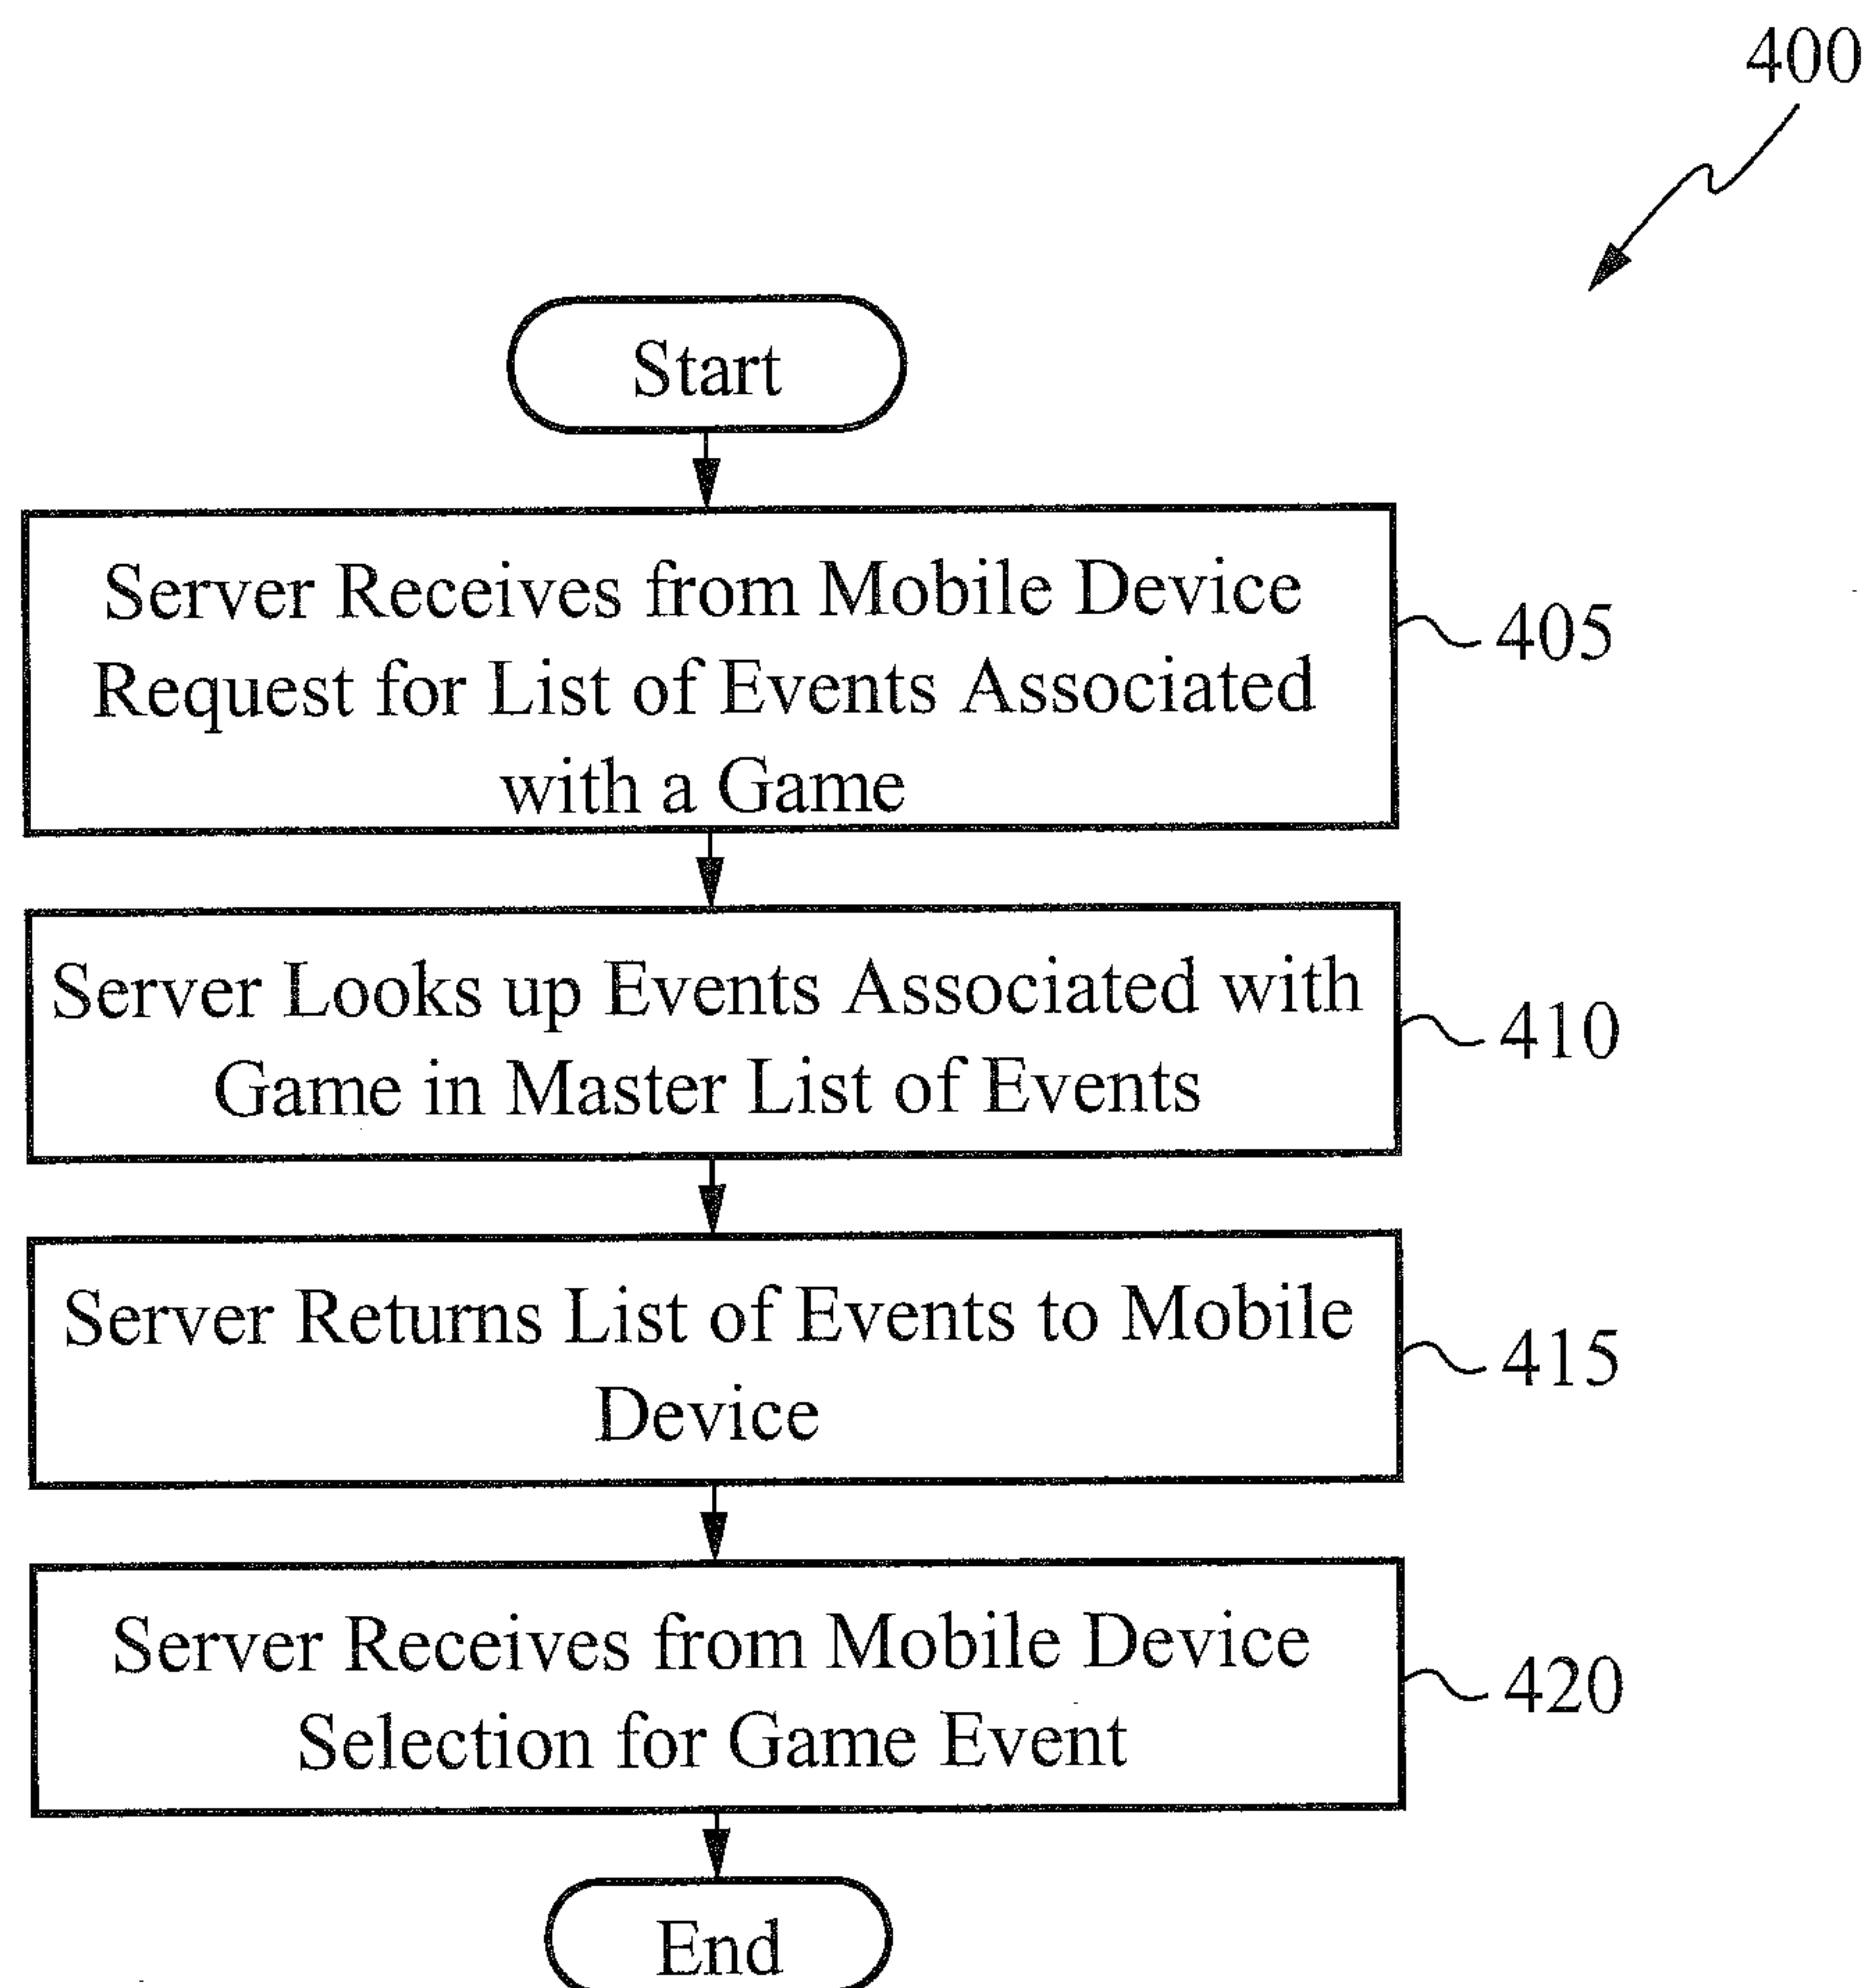 400
Start
Server Receives from Mobile Device
Request for List of Events Associated
with a Game
405
Server Looks up Events Associated with
Game in Master List of Events
410
Server Returns List of Events to Mobile
Device
415
Server Receives from Mobile Device
Selection for Game Event
420
End